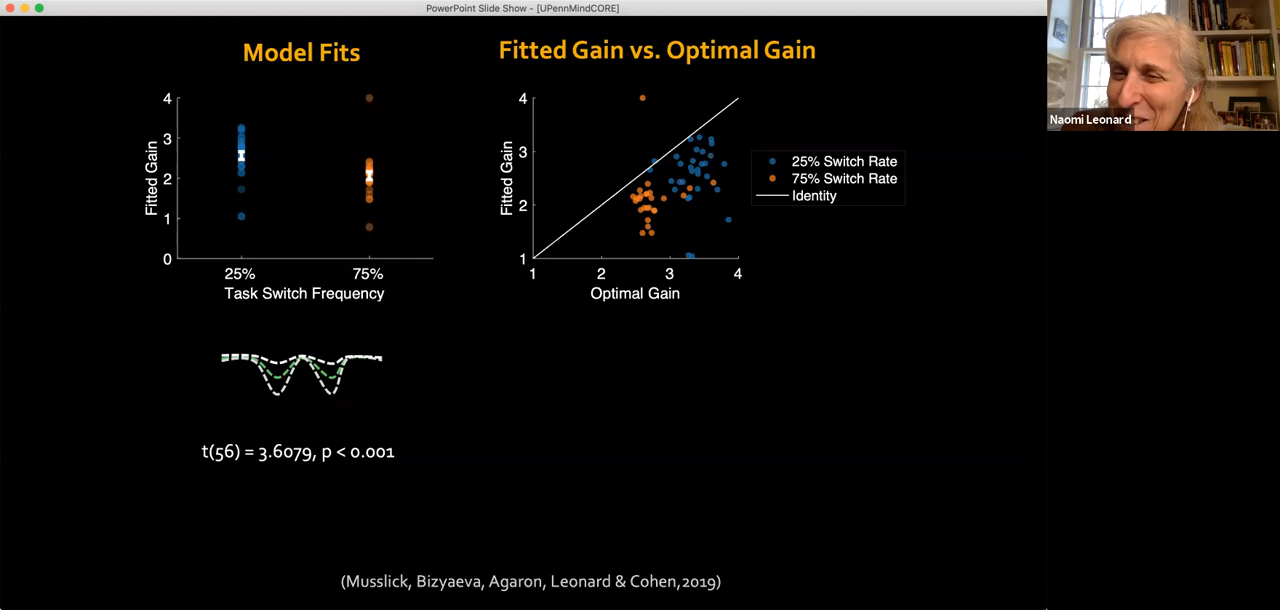 PowerPoint Slide Show - [UPennMindCORE]
Model Fits
Fitted Gain vs. Optimal Gain
4
3
2
1
0
Fitted Gain
25%
75%
Task Switch Frequency
4
3
2
1
Fitted Gain
1
2
3
4
Optimal Gain
25% Switch Rate
75% Switch Rate
Identity
Naomi Leonard
t(56) = 3.6079, p < 0.001
(Musslick, Bizyaeva, Agaron, Leonard & Cohen,2019)